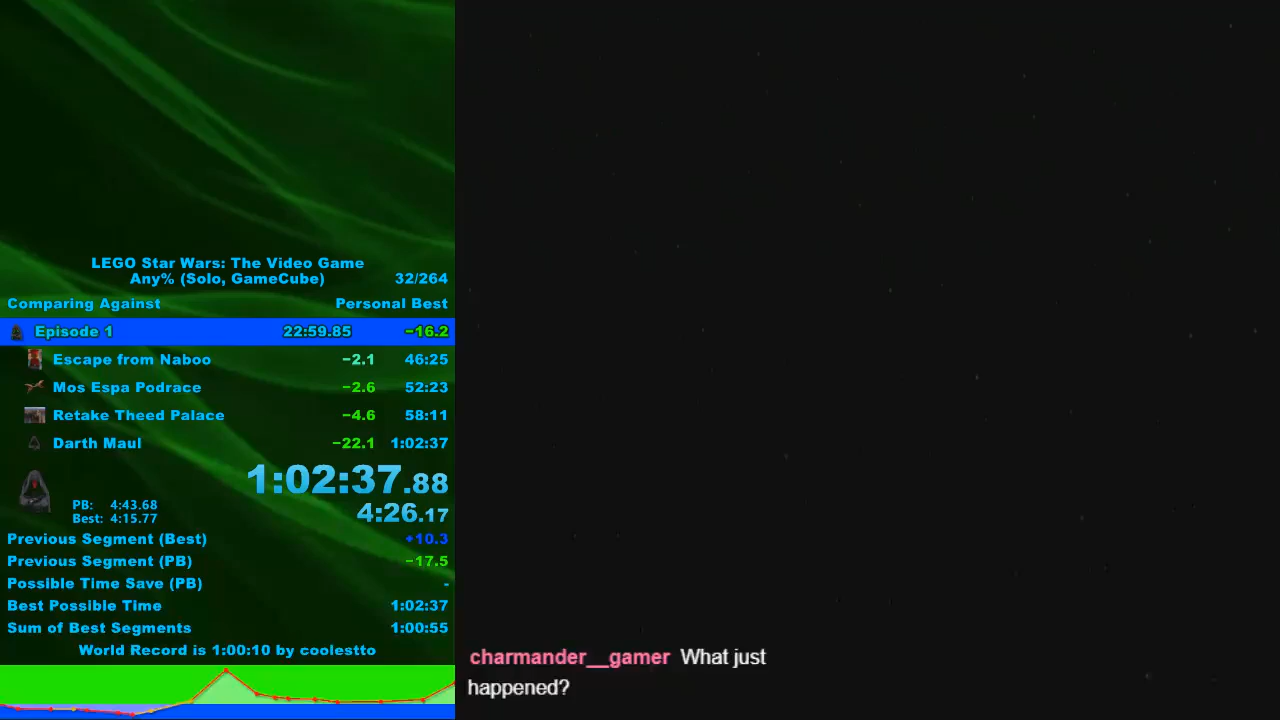 LEGO Star Wars: The Video Game
Any% (Solo, GameCube) 32/264
Comparing Against Personal Best
Episode 1 22:59.85 −16.2
Escape from Naboo −2.1 46:25
Mos Espa Podrace −2.6 52:23
Retake Theed Palace −4.6 58:11
Darth Maul −22.1 1:02:37
1:02:37.88
PB: 4:43.68
Best: 4:15.77
4:26.17
Previous Segment (Best) +10.3
Previous Segment (PB) −17.5
Possible Time Save (PB) -
Best Possible Time 1:02:37
Sum of Best Segments 1:00:55
World Record is 1:00:10 by coolestto
charmander__gamer What just
happened?